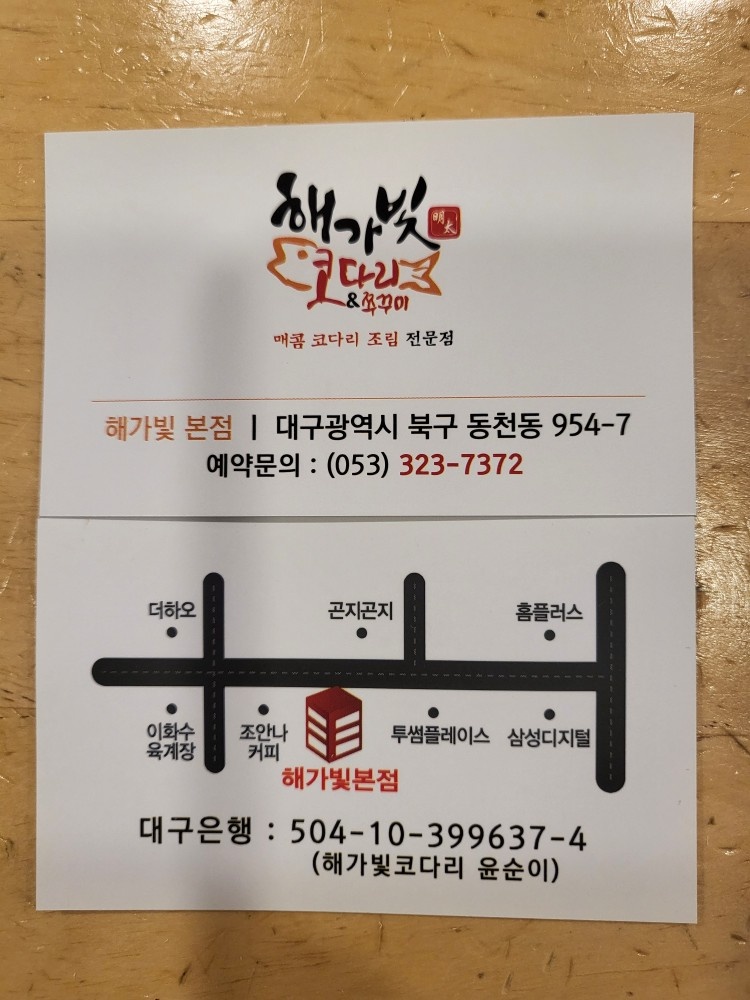 해가빛
明太
코다리
&쭈꾸미
매콤 코다리 조림 전문점
해가빛 본점 | 대구광역시 북구 동천동 954-7
예약문의 : (053) 323-7372
더하오
곤지곤지
홈플러스
이화수
육계장
조안나
커피
투썸플레이스
삼성디지털
해가빛본점
대구은행 : 504-10-399637-4
(해가빛코다리 윤순이)